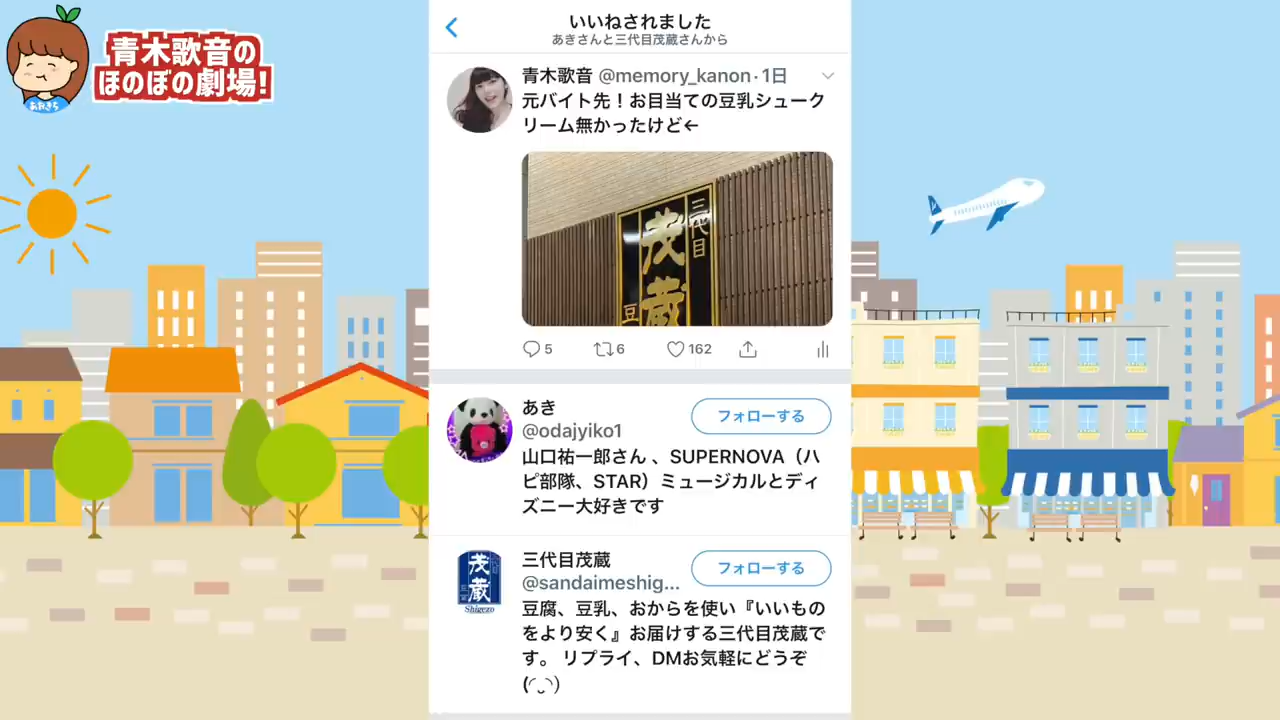 青木歌音の
ほのぼの劇場!
あおきち
いいねされました
あきさんと三代目茂蔵さんから
青木歌音 @memory_kanon・1日
元バイト先！お目当ての豆乳シューク
リーム無かったけど←
三代目
茂蔵
豆
5 6 162
あき
@odajyiko1
フォローする
山口祐一郎さん 、SUPERNOVA（ハ
ピ部隊、STAR）ミュージカルとディ
ズニー大好きです
茂蔵
Shigezo
三代目茂蔵
@sandaimeshig...
フォローする
豆腐、豆乳、おからを使い『いいもの
をより安く』お届けする三代目茂蔵で
す。 リプライ、DMお気軽にどうぞ
(◜◡◝)